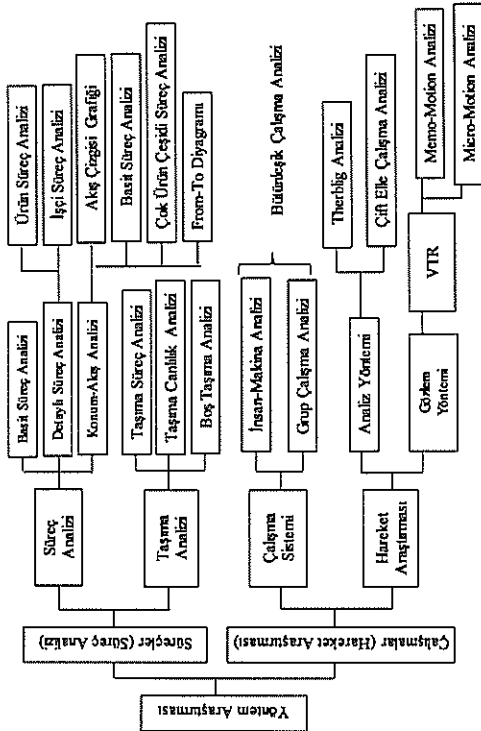 Yöntem Araştırması
Süreçler (Süreç Analizi)
Süreç
Analizi
Basit Süreç Analizi
Detaylı Süreç Analizi
Ürün Süreç Analizi
İşçi Süreç Analizi
Konum-Akış Analizi
Akış Çizgisi Grafiği
Basit Süreç Analizi
Çok Ürün Çeşidi Süreç Analizi
From-To Diyagramı
Taşıma
Analizi
Taşıma Süreç Analizi
Taşıma Canlılık Analizi
Boş Taşıma Analizi
Çalışmalar (Hareket Araştırması)
Çalışma
Sistemi
İnsan-Makina Analizi
Grup Çalışma Analizi
Bütünleşik Çalışma Analizi
Hareket
Araştırması
Analiz Yöntemi
Therblig Analizi
Çift Elle Çalışma Analizi
Gözlem
Yöntemi
VTR
Memo-Motion Analizi
Micro-Motion Analizi